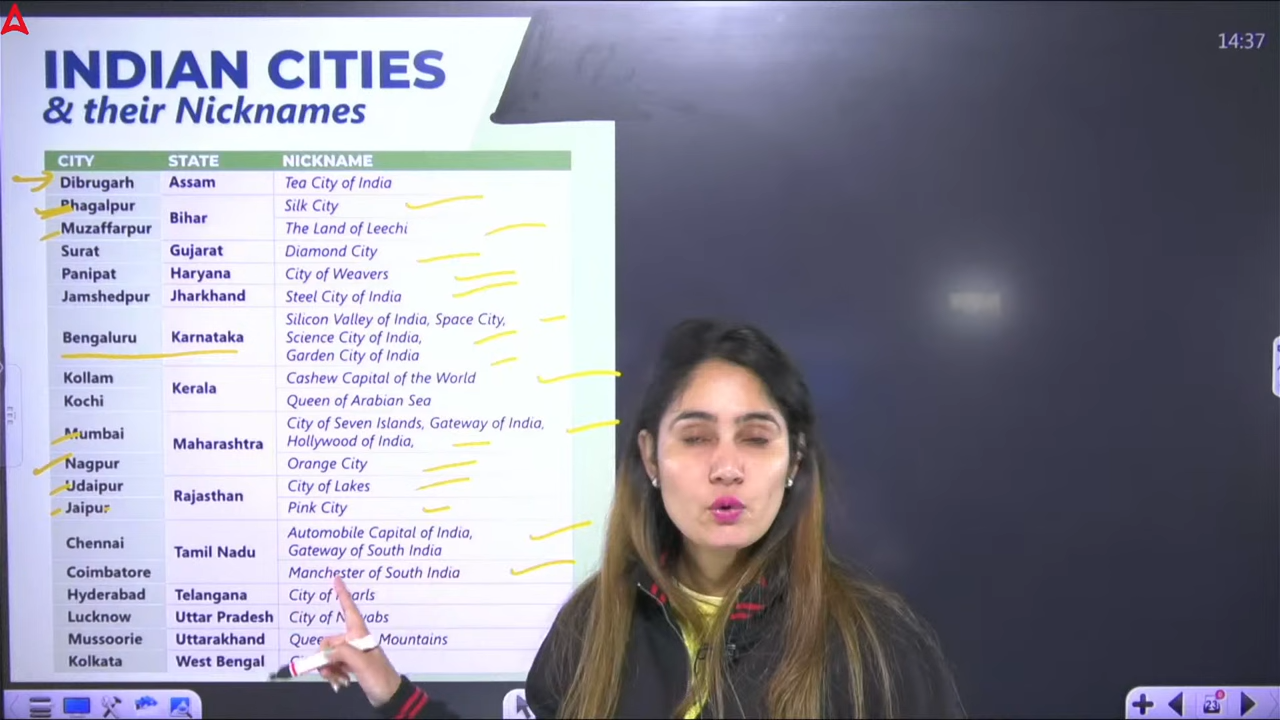 14:37
INDIAN CITIES
& their Nicknames
CITY STATE NICKNAME
Dibrugarh Assam Tea City of India
Bhagalpur Bihar Silk City
Muzaffarpur The Land of Leechi
Surat Gujarat Diamond City
Panipat Haryana City of Weavers
Jamshedpur Jharkhand Steel City of India
Bengaluru Karnataka Silicon Valley of India, Space City,
Science City of India,
Garden City of India
Kollam Kerala Cashew Capital of the World
Kochi Queen of Arabian Sea
Mumbai Maharashtra City of Seven Islands, Gateway of India,
Hollywood of India,
Nagpur Orange City
Udaipur Rajasthan City of Lakes
Jaipur Pink City
Chennai Tamil Nadu Automobile Capital of India,
Gateway of South India
Coimbatore Manchester of South India
Hyderabad Telangana City of
Lucknow Uttar Pradesh City of
Mussoorie Uttarakhand Mountains
Kolkata West Bengal
23